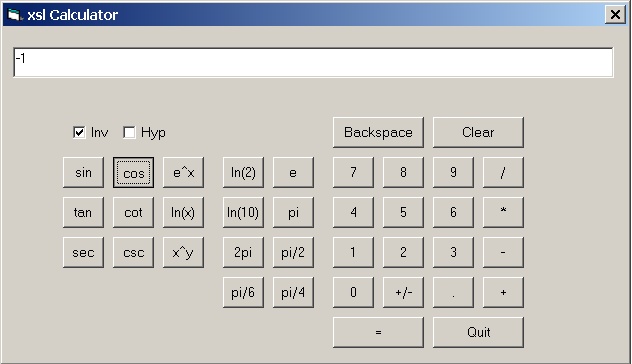 xsl Calculator
-1
Inv Hyp Backspace Clear
sin cos e^x ln(2) e 7 8 9 /
tan cot ln(x) ln(10) pi 4 5 6 *
sec csc x^y 2pi pi/2 1 2 3 -
pi/6 pi/4 0 +/- . +
= Quit